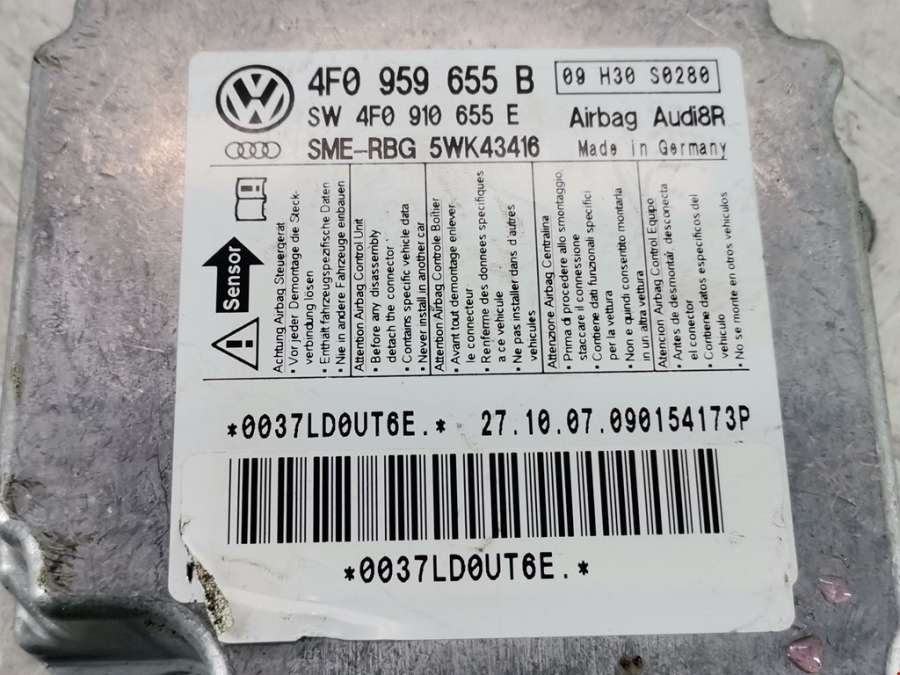 4F0 959 655 B
09 H30 S0280
SW 4F0 910 655 E
Airbag Audi8R
SME-RBG 5WK43416
Made in Germany
Sensor
Achtung Airbag Steuergerät
• Vor jeder Demontage die Steck-
verbindung lösen
• Enthält fahrzeugspezifische Daten
• Nie in andere Fahrzeuge einbauen
Attention Airbag Control Unit
• Before any disassembly
detach the connector
• Contains specific vehicle data
• Never install in another car
Attention Airbag Controle Boîtier
• Avant tout demontage enlever
le connecteur
• Renferme des donnees specifiques
a ce vehicule
• Ne pas installer dans d'autres
vehicules
Attenzione Airbag Centralina
• Prima di procedere allo smontaggio,
staccare il connessione
• Contiene dati funzionali specifici
per la vettura
• Non e quindi consentito montarla
in un altra vettura
Atencion Airbag Control Equipo
• Antes de desmontar, desconecta
el conector
• Contiene datos especificos del
vehiculo
• No se monte en otros vehiculos
*0037LD0UT6E.* 27.10.07.090154173P
*0037LD0UT6E.*